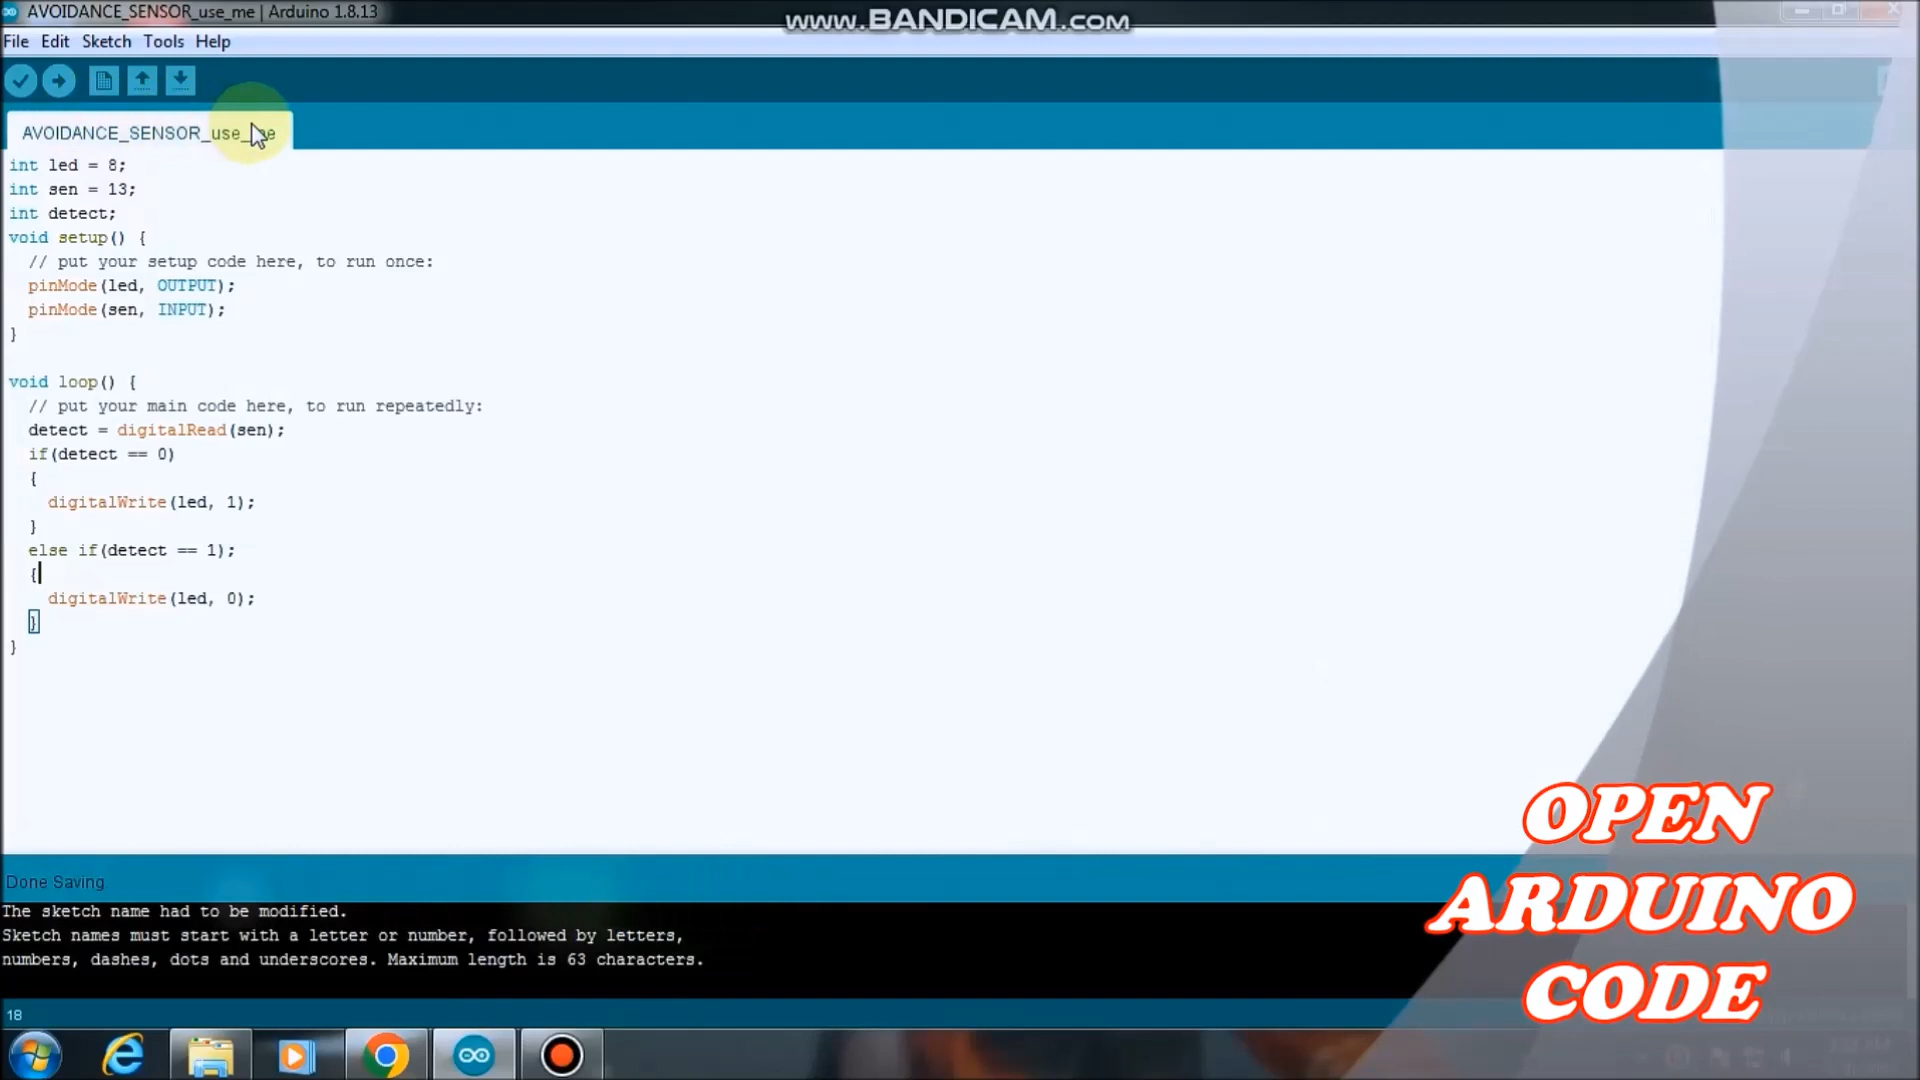 AVOIDANCE_SENSOR_use_me | Arduino 1.8.13
www.BANDICAM.com
File Edit Sketch Tools Help
AVOIDANCE_SENSOR_use_me
int led = 8;
int sen = 13;
int detect;
void setup() {
// put your setup code here, to run once:
pinMode(led, OUTPUT);
pinMode(sen, INPUT);
}
void loop() {
// put your main code here, to run repeatedly:
detect = digitalRead(sen);
if(detect == 0)
{
digitalWrite(led, 1);
}
else if(detect == 1);
{
digitalWrite(led, 0);
}
}
Done Saving.
The sketch name had to be modified.
Sketch names must start with a letter or number, followed by letters,
numbers, dashes, dots and underscores. Maximum length is 63 characters.
18
OPEN
ARDUINO
CODE